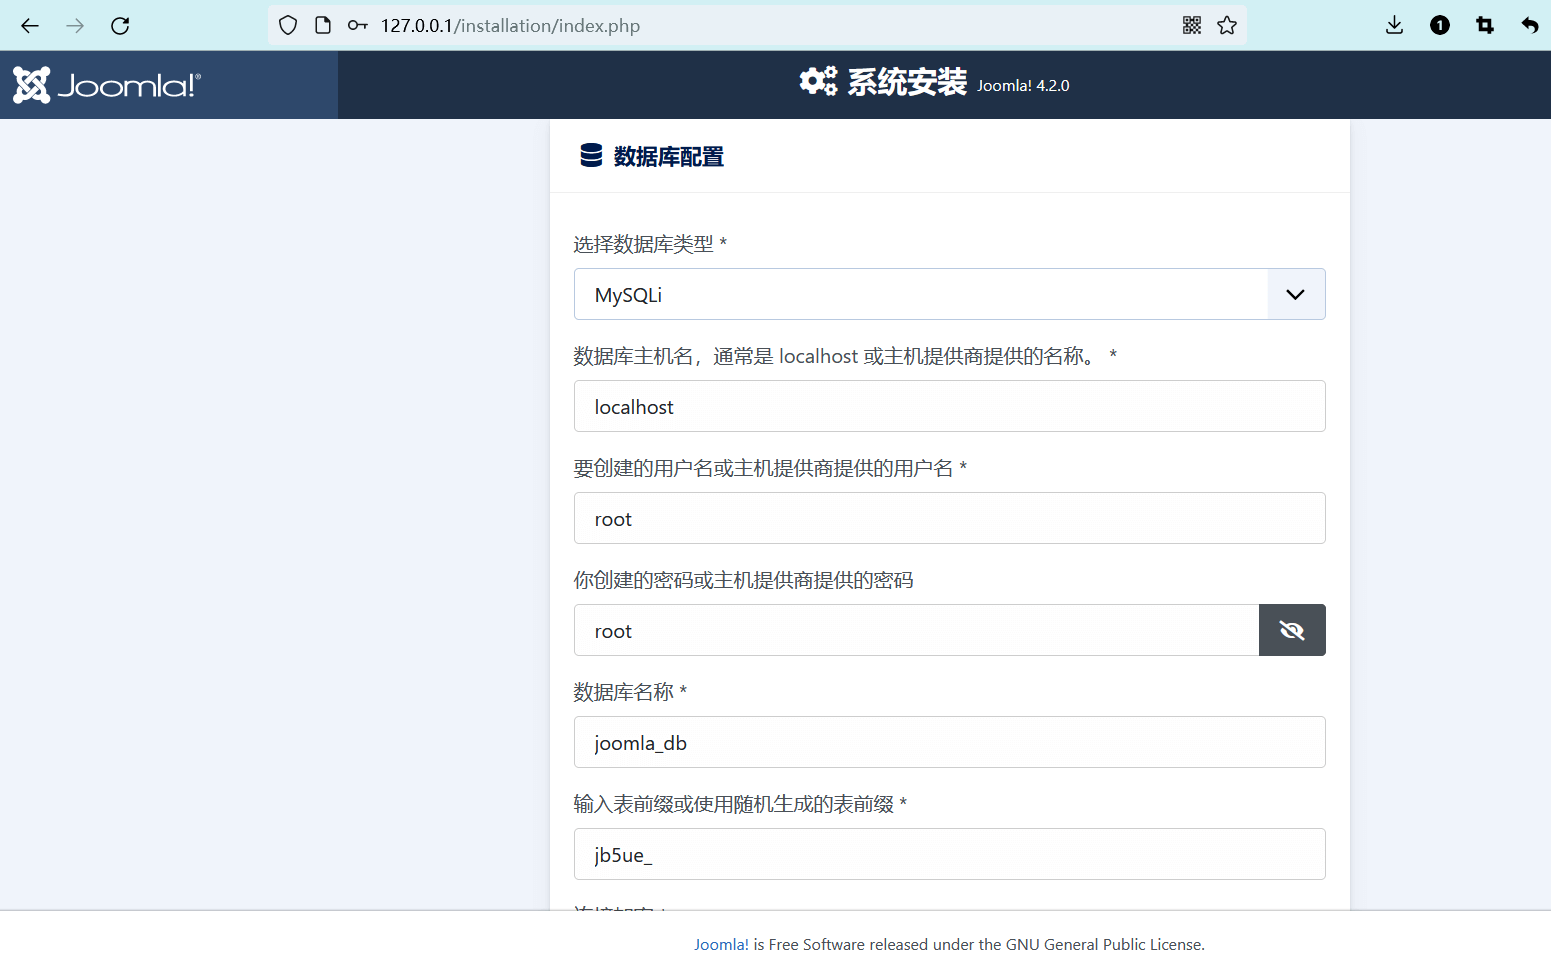 127.0.0.1/installation/index.php
1
Joomla!®
系统安装 Joomla! 4.2.0
数据库配置
选择数据库类型 *
MySQLi
数据库主机名，通常是 localhost 或主机提供商提供的名称。 *
localhost
要创建的用户名或主机提供商提供的用户名 *
root
你创建的密码或主机提供商提供的密码
root
数据库名称 *
joomla_db
输入表前缀或使用随机生成的表前缀 *
jb5ue_
Joomla! is Free Software released under the GNU General Public License.